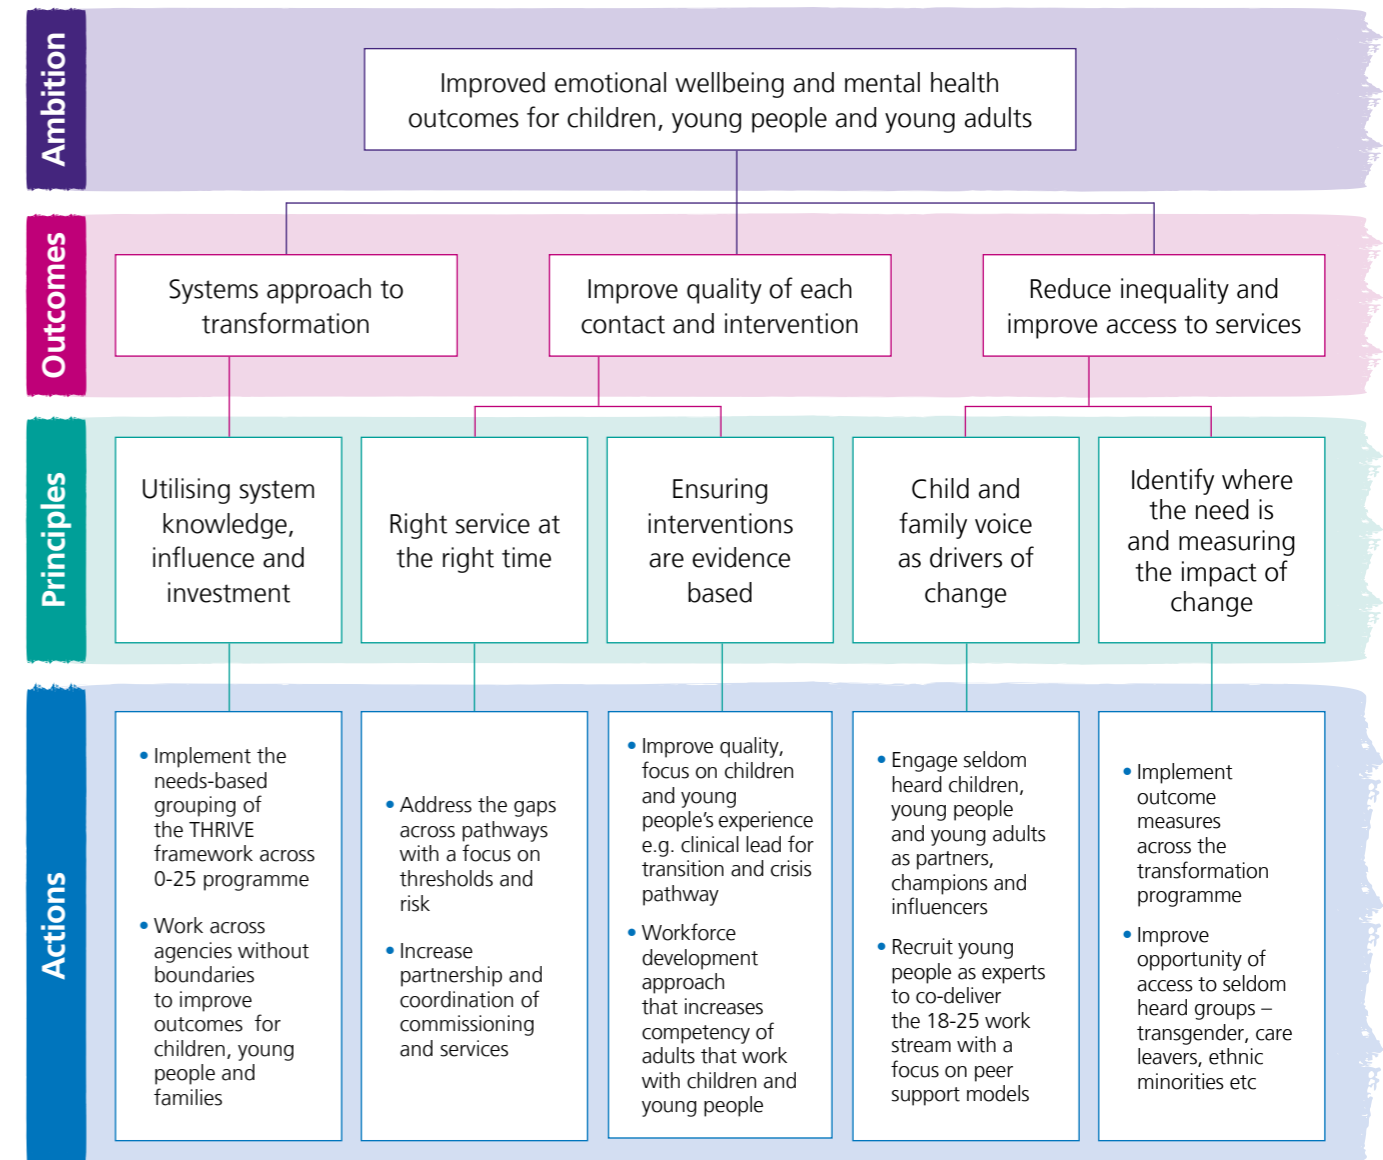 Ambition
Improved emotional wellbeing and mental health
outcomes for children, young people and young adults
Outcomes
Systems approach to
transformation
Improve quality of each
contact and intervention
Reduce inequality and
improve access to services
Principles
Utilising system
knowledge,
influence and
investment
Right service at
the right time
Ensuring
interventions
are evidence
based
Child and
family voice
as drivers of
change
Identify where
the need is
and measuring
the impact of
change
Actions
• Implement the
needs-based
grouping of
the THRIVE
framework across
0-25 programme
• Work across
agencies without
boundaries
to improve
outcomes for
children, young
people and
families
• Address the gaps
across pathways
with a focus on
thresholds and
risk
• Increase
partnership and
coordination of
commissioning
and services
• Improve quality,
focus on children
and young
people's experience
e.g. clinical lead for
transition and crisis
pathway
• Workforce
development
approach
that increases
competency of
adults that work
with children and
young people
• Engage seldom
heard children,
young people
and young adults
as partners,
champions and
influencers
• Recruit young
people as experts
to co-deliver
the 18-25 work
stream with a
focus on peer
support models
• Implement
outcome
measures
across the
transformation
programme
• Improve
opportunity of
access to seldom
heard groups –
transgender, care
leavers, ethnic
minorities etc